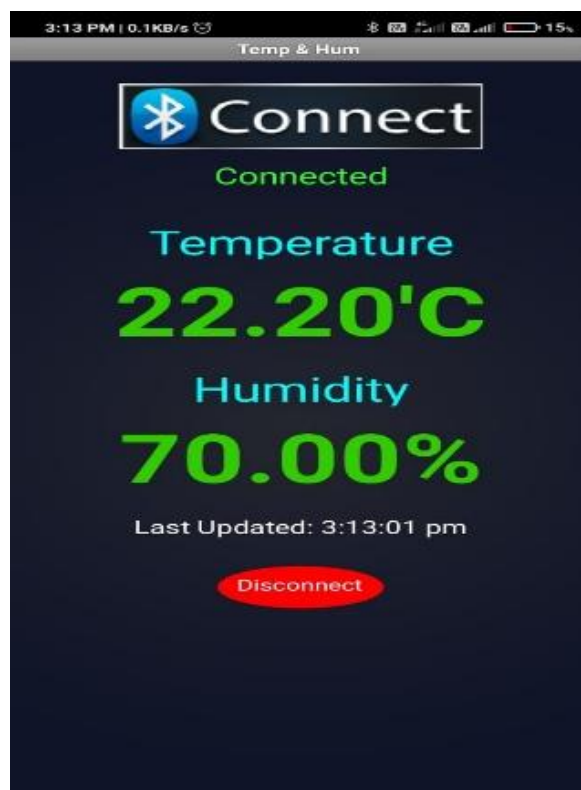 3:13 PM | 0.1KB/s
15%
Temp & Hum
Connect
Connected
Temperature
22.20'C
Humidity
70.00%
Last Updated: 3:13:01 pm
Disconnect